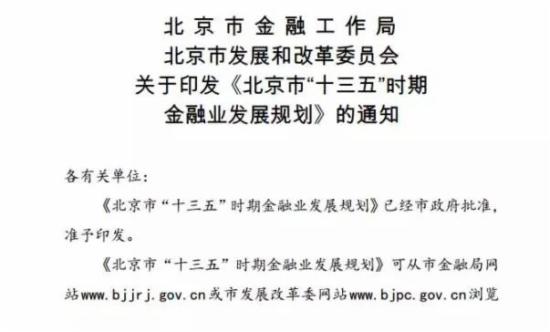 北京市金融工作局
北京市发展和改革委员会
关于印发《北京市“十三五”时期
金融业发展规划》的通知
各有关单位：
《北京市“十三五”时期金融业发展规划》已经市政府批准，
准予印发。
《北京市“十三五”时期金融业发展规划》可从市金融局网
站www.bjjrj.gov.cn或市发展改革委网站www.bjpc.gov.cn浏览